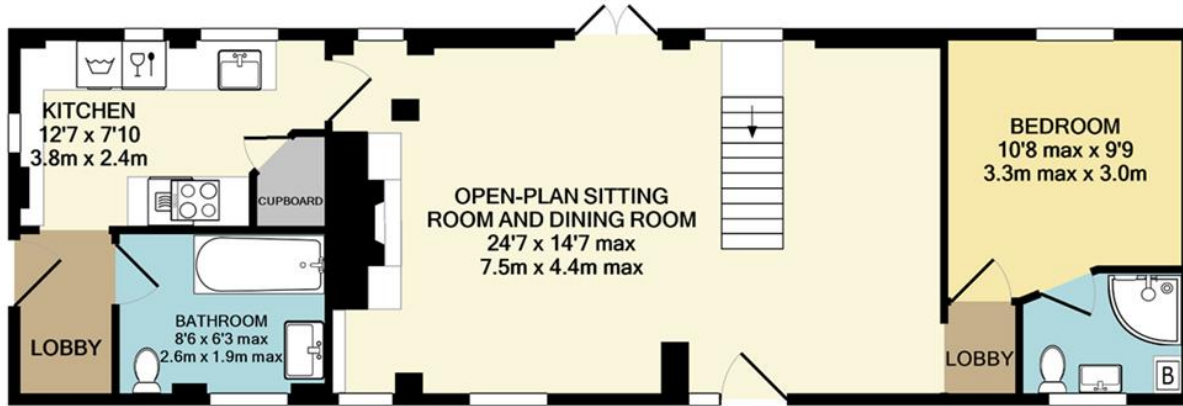 KITCHEN
12'7 x 7'10
3.8m x 2.4m
CUPBOARD
LOBBY
BATHROOM
8'6 x 6'3 max
2.6m x 1.9m max
OPEN-PLAN SITTING
ROOM AND DINING ROOM
24'7 x 14'7 max
7.5m x 4.4m max
BEDROOM
10'8 max x 9'9
3.3m max x 3.0m
LOBBY
B